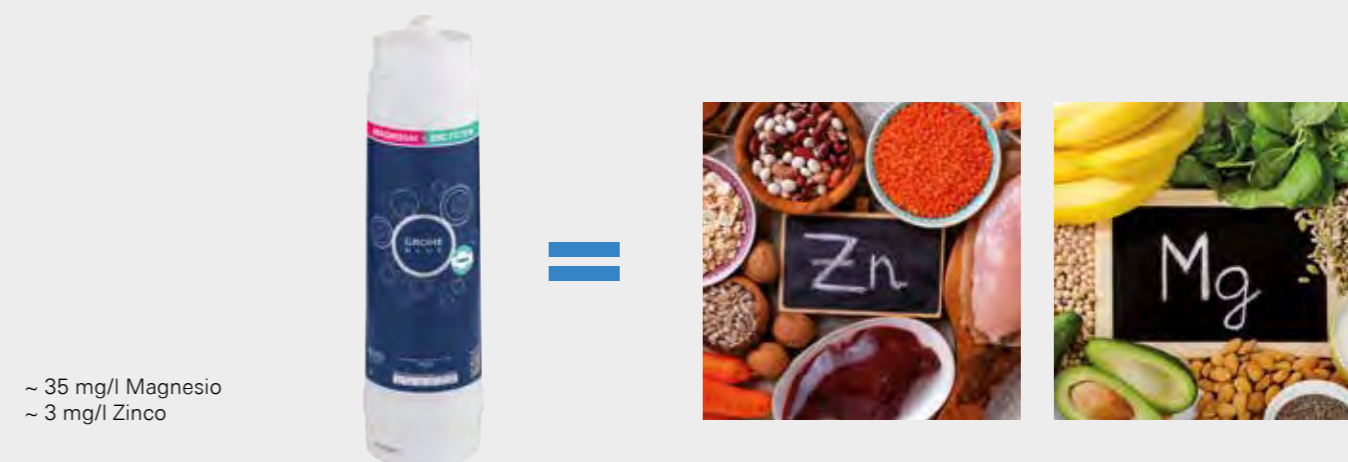 ~ 35 mg/l Magnesio
~ 3 mg/l Zinco
MAGNESIUM + ZINC FILTER
GROHE
BLUE
Zn
Mg